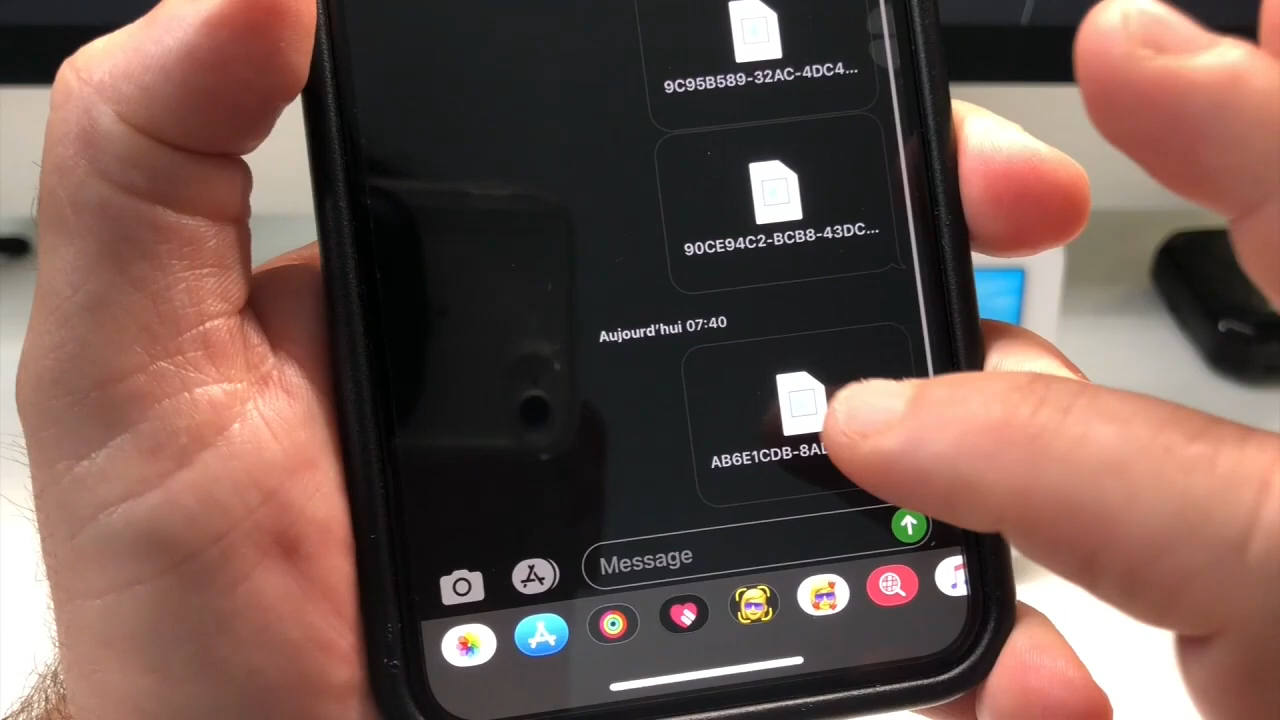 9C95B589-32AC-4DC4...
90CE94C2-BCB8-43DC...
Aujourd'hui 07:40
AB6E1CDB-8A
Message